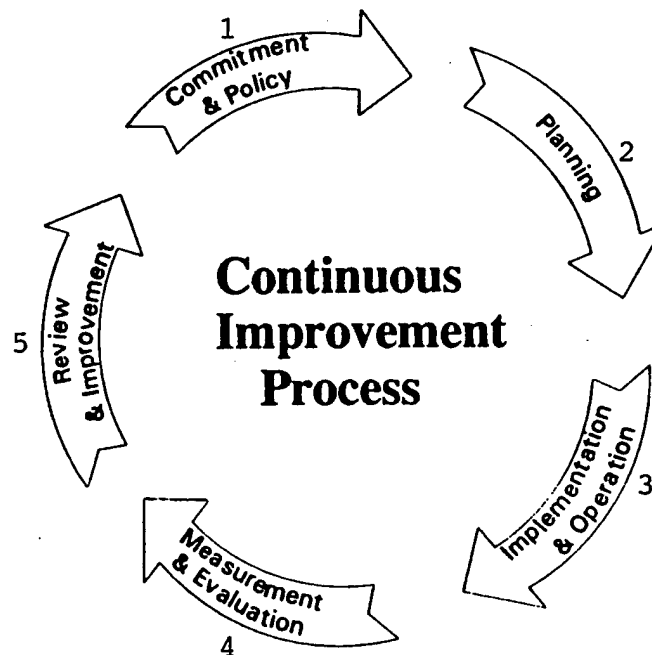 1
Commitment
& Policy
2
Planning
3
Implementation
& Operation
4
Measurement
& Evaluation
5
Review
& Improvement
Continuous
Improvement
Process